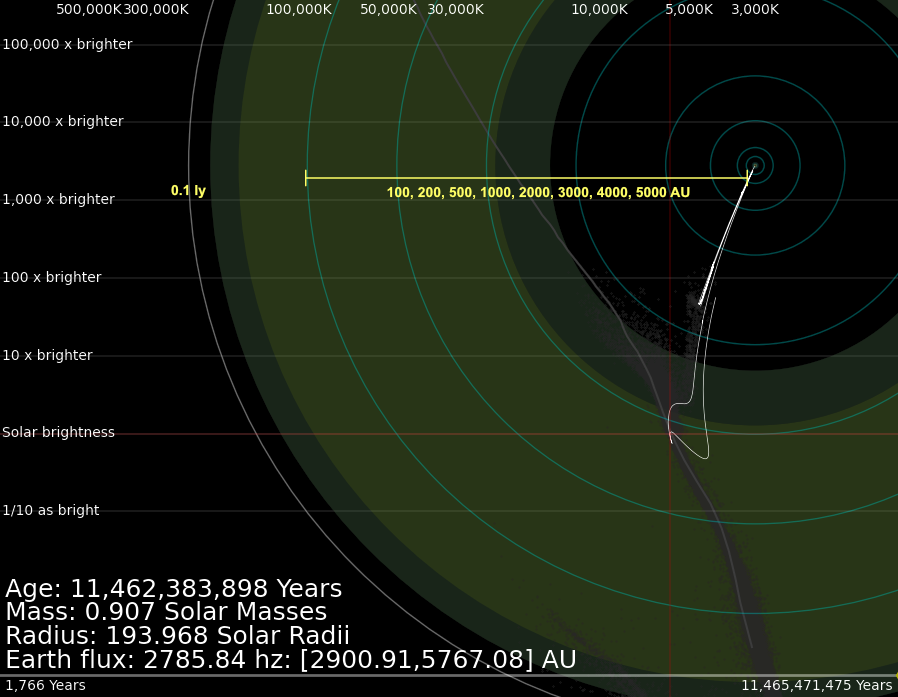 500,000K 300,000K 100,000K 50,000K 30,000K 10,000K 5,000K 3,000K
100,000 x brighter
10,000 x brighter
0.1 ly
100, 200, 500, 1000, 2000, 3000, 4000, 5000 AU
1,000 x brighter
100 x brighter
10 x brighter
Solar brightness
1/10 as bright
Age: 11,462,383,898 Years
Mass: 0.907 Solar Masses
Radius: 193.968 Solar Radii
Earth flux: 2785.84 hz: [2900.91,5767.08] AU
1,766 Years 11,465,471,475 Years